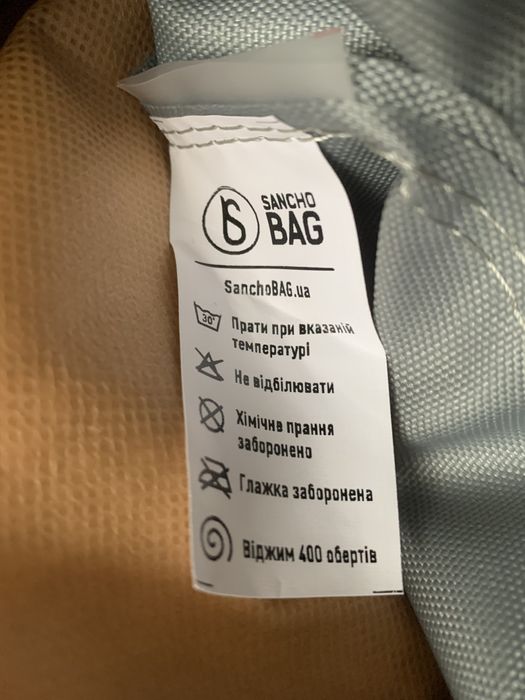 SANCHO
BAG
SanchoBAG.ua
30°
Прати при вказаній
температурі
Не відбілювати
Хімічне прання
заборонено
Глажка заборонена
Віджим 400 обертів